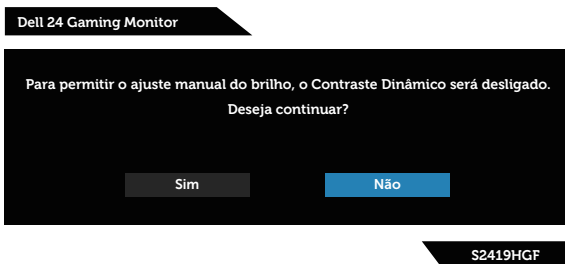 Dell 24 Gaming Monitor
Para permitir o ajuste manual do brilho, o Contraste Dinâmico será desligado.
Deseja continuar?
Sim Não
S2419HGF